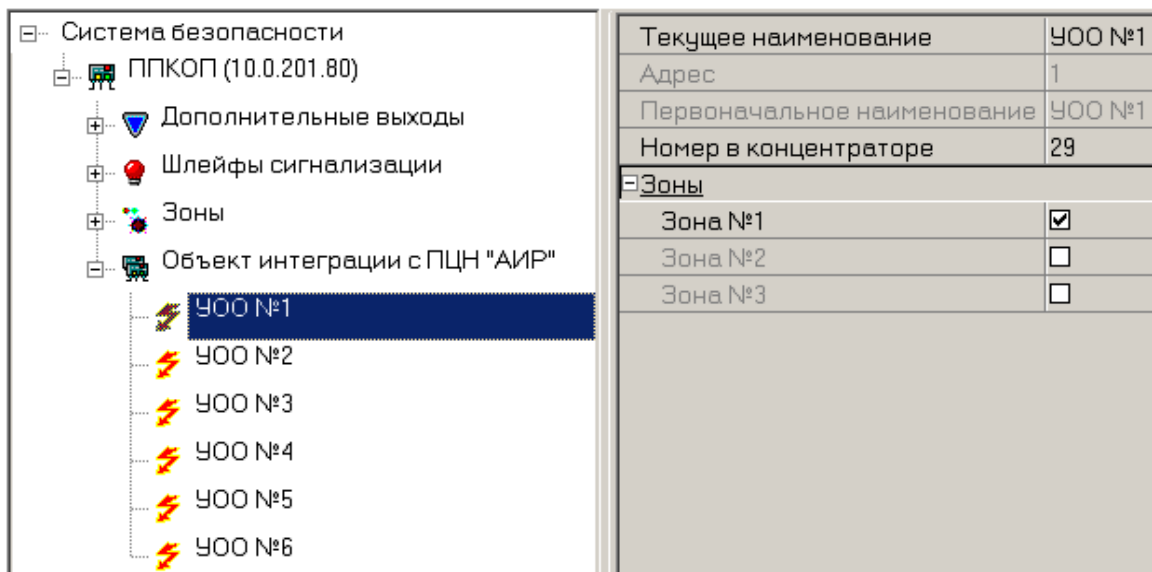 Система безопасности
ППКОП (10.0.201.80)
Дополнительные выходы
Шлейфы сигнализации
Зоны
Объект интеграции с ПЦН "АИР"
УОО №1
УОО №2
УОО №3
УОО №4
УОО №5
УОО №6
Текущее наименование УОО №1
Адрес 1
Первоначальное наименование УОО №1
Номер в концентраторе 29
Зоны
Зона №1
Зона №2
Зона №3